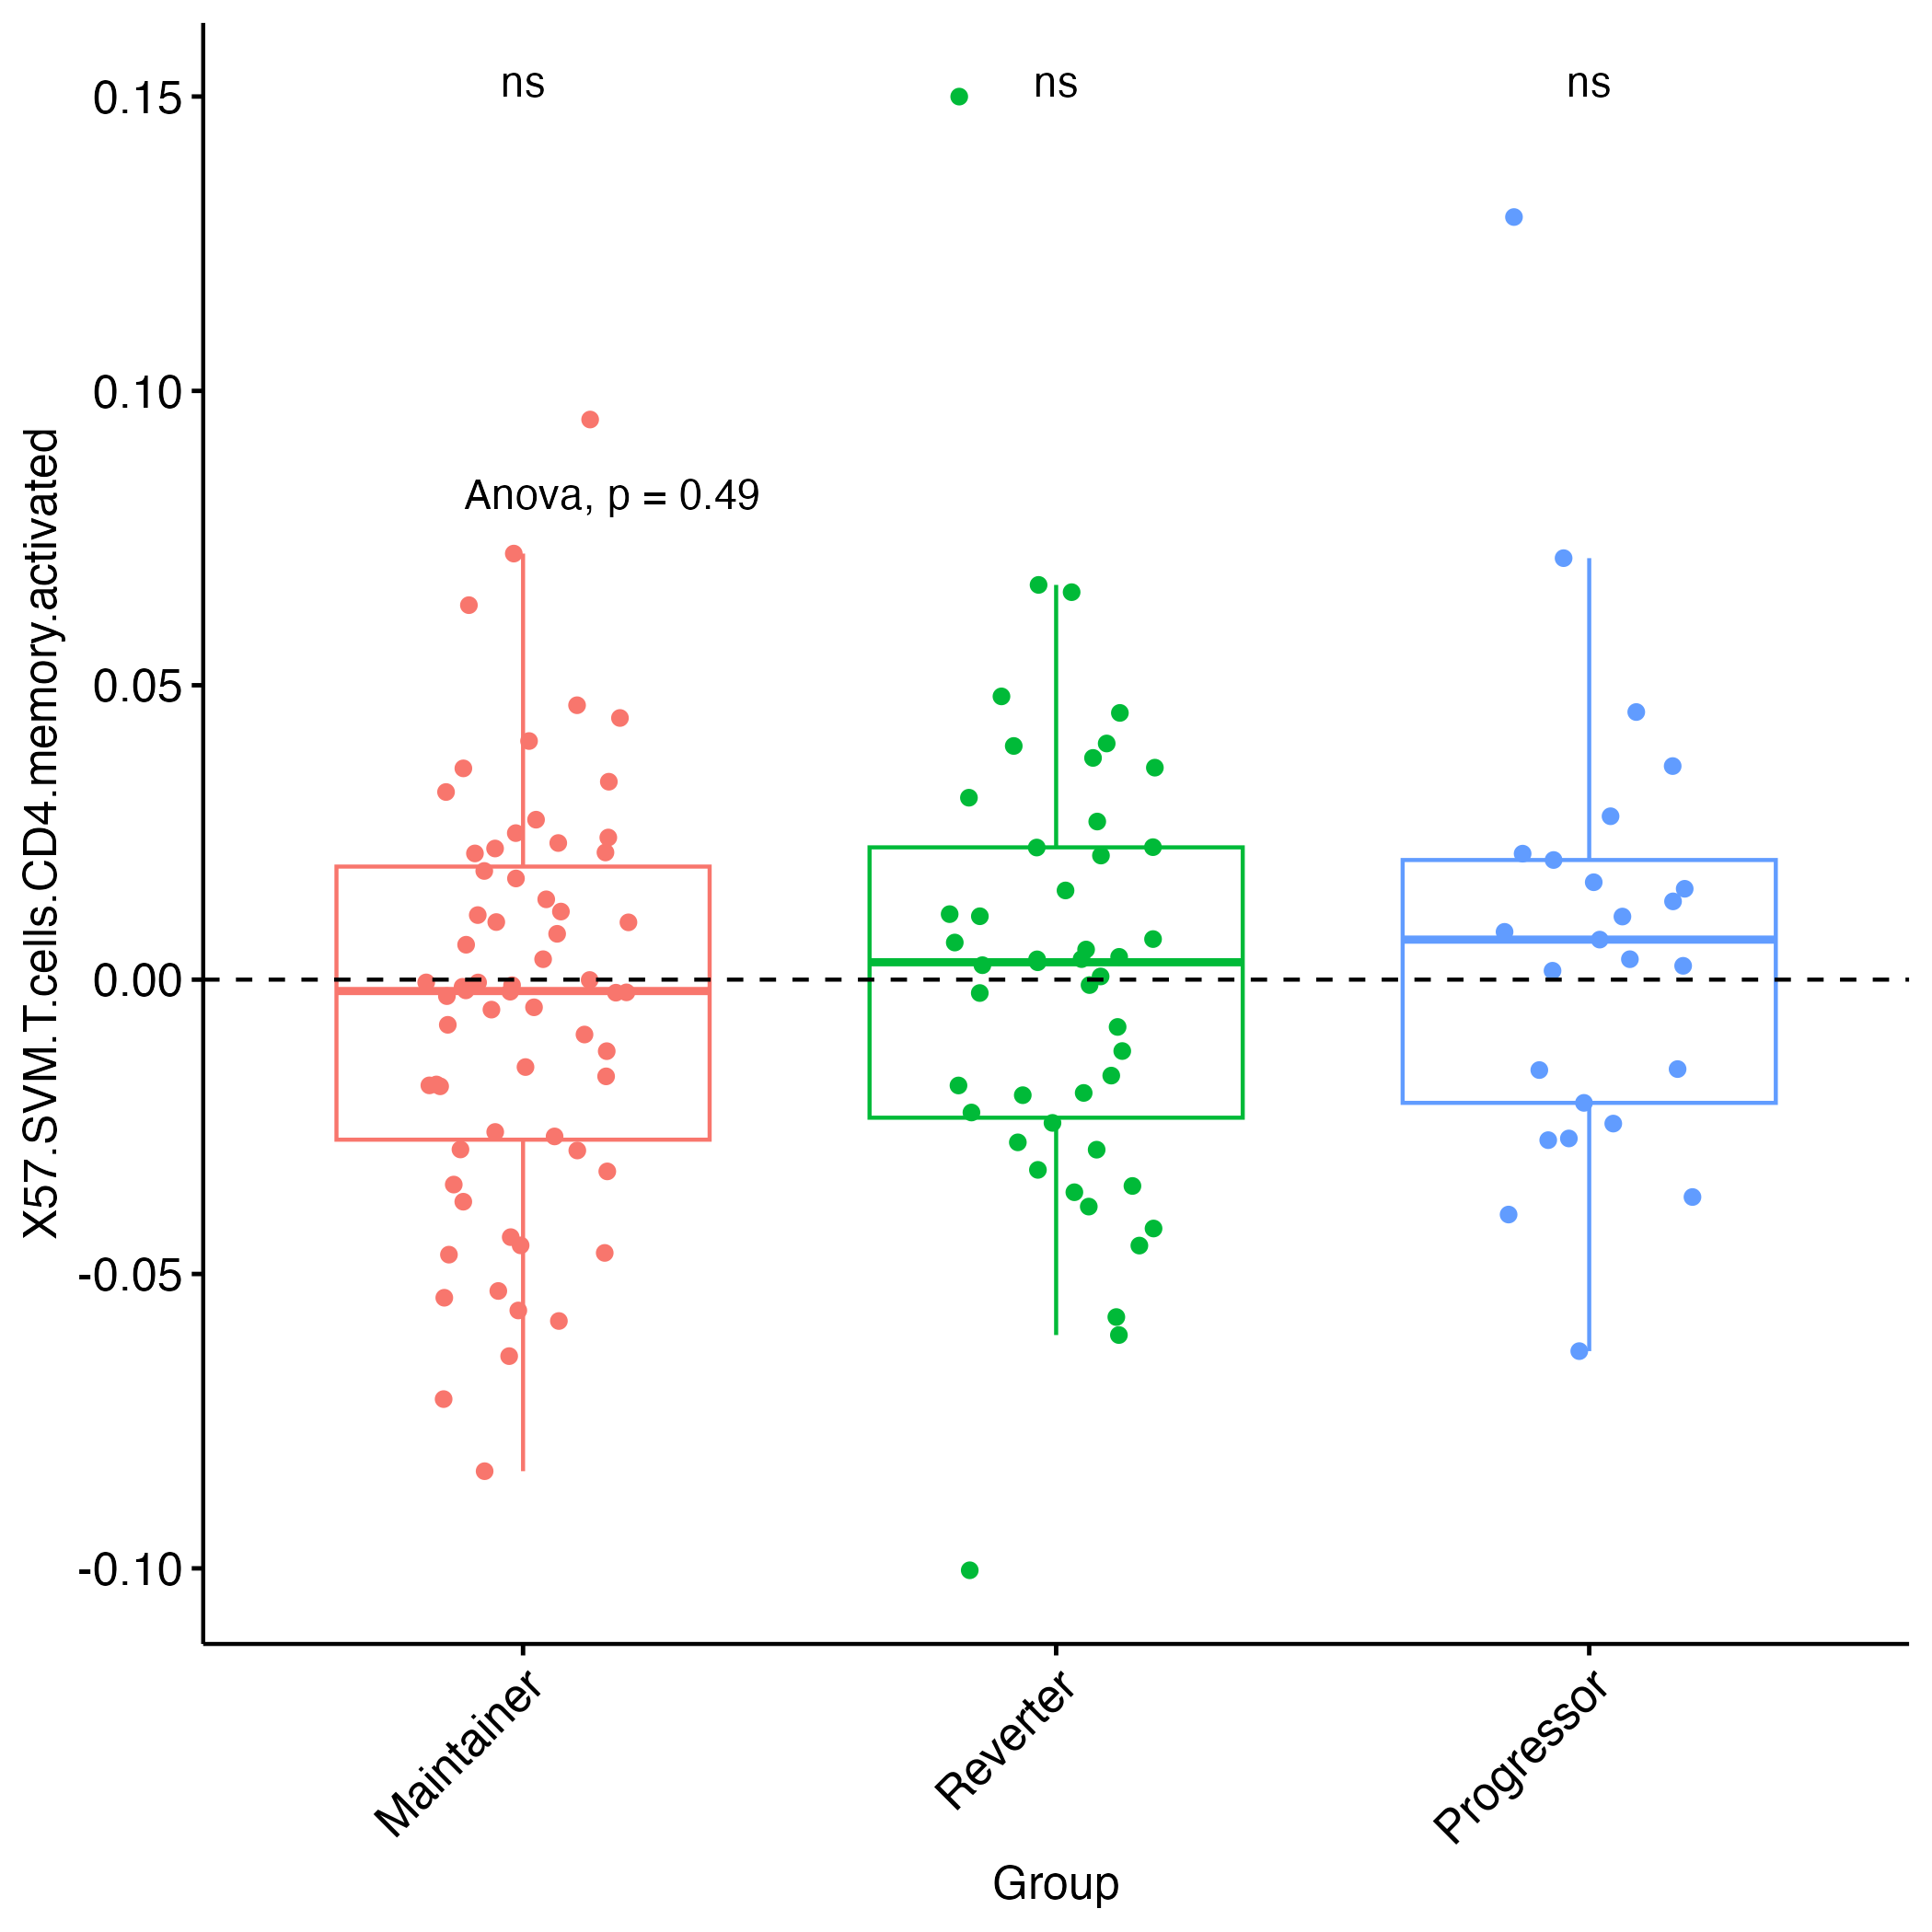 ns ns ns
Anova, p = 0.49
X57.SVM.T.cells.CD4.memory.activated
0.15
0.10
0.05
0.00
-0.05
-0.10
Maintainer
Reverter
Progressor
Group